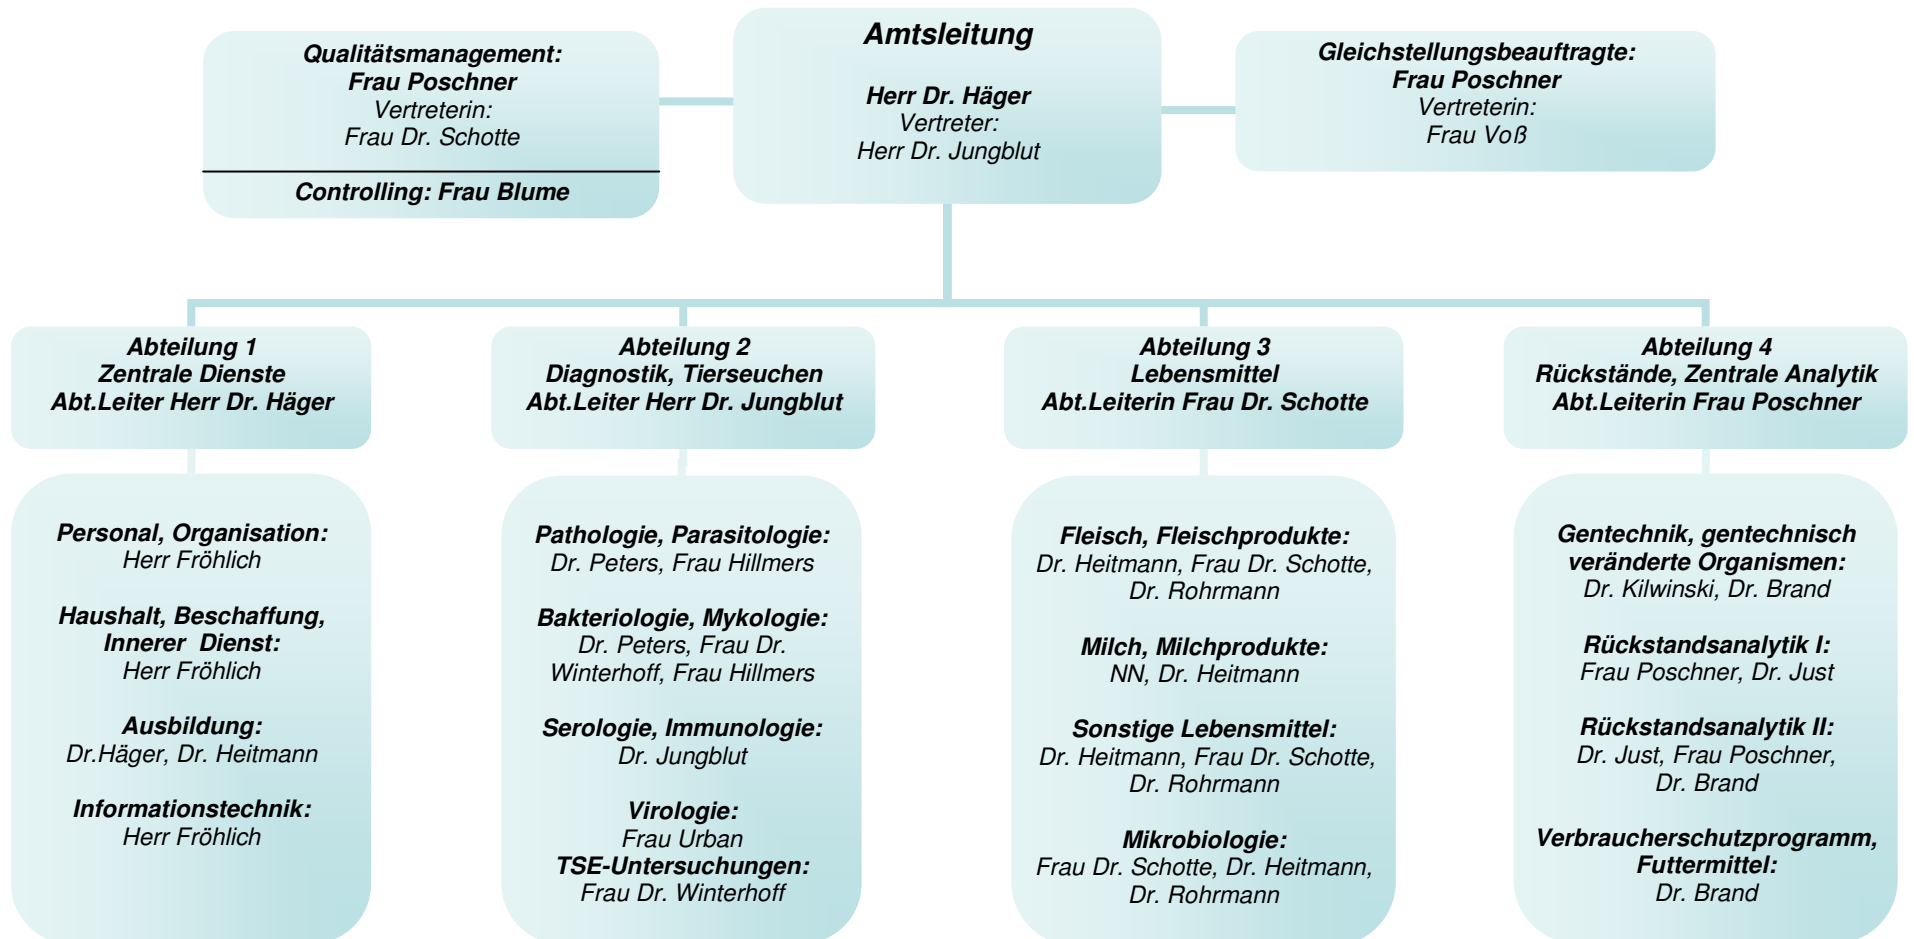 Qualitätsmanagement:
Frau Poschner
Vertreterin:
Frau Dr. Schotte
Controlling: Frau Blume
Amtsleitung
Herr Dr. Häger
Vertreter:
Herr Dr. Jungblut
Gleichstellungsbeauftragte:
Frau Poschner
Vertreterin:
Frau Voß
Abteilung 1
Zentrale Dienste
Abt.Leiter Herr Dr. Häger
Abteilung 2
Diagnostik, Tierseuchen
Abt.Leiter Herr Dr. Jungblut
Abteilung 3
Lebensmittel
Abt.Leiterin Frau Dr. Schotte
Abteilung 4
Rückstände, Zentrale Analytik
Abt.Leiterin Frau Poschner
Personal, Organisation:
Herr Fröhlich
Haushalt, Beschaffung,
Innerer Dienst:
Herr Fröhlich
Ausbildung:
Dr.Häger, Dr. Heitmann
Informationstechnik:
Herr Fröhlich
Pathologie, Parasitologie:
Dr. Peters, Frau Hillmers
Bakteriologie, Mykologie:
Dr. Peters, Frau Dr.
Winterhoff, Frau Hillmers
Serologie, Immunologie:
Dr. Jungblut
Virologie:
Frau Urban
TSE-Untersuchungen:
Frau Dr. Winterhoff
Fleisch, Fleischprodukte:
Dr. Heitmann, Frau Dr. Schotte,
Dr. Rohrmann
Milch, Milchprodukte:
NN, Dr. Heitmann
Sonstige Lebensmittel:
Dr. Heitmann, Frau Dr. Schotte,
Dr. Rohrmann
Mikrobiologie:
Frau Dr. Schotte, Dr. Heitmann,
Dr. Rohrmann
Gentechnik, gentechnisch
veränderte Organismen:
Dr. Kilwinski, Dr. Brand
Rückstandsanalytik I:
Frau Poschner, Dr. Just
Rückstandsanalytik II:
Dr. Just, Frau Poschner,
Dr. Brand
Verbraucherschutzprogramm,
Futtermittel:
Dr. Brand